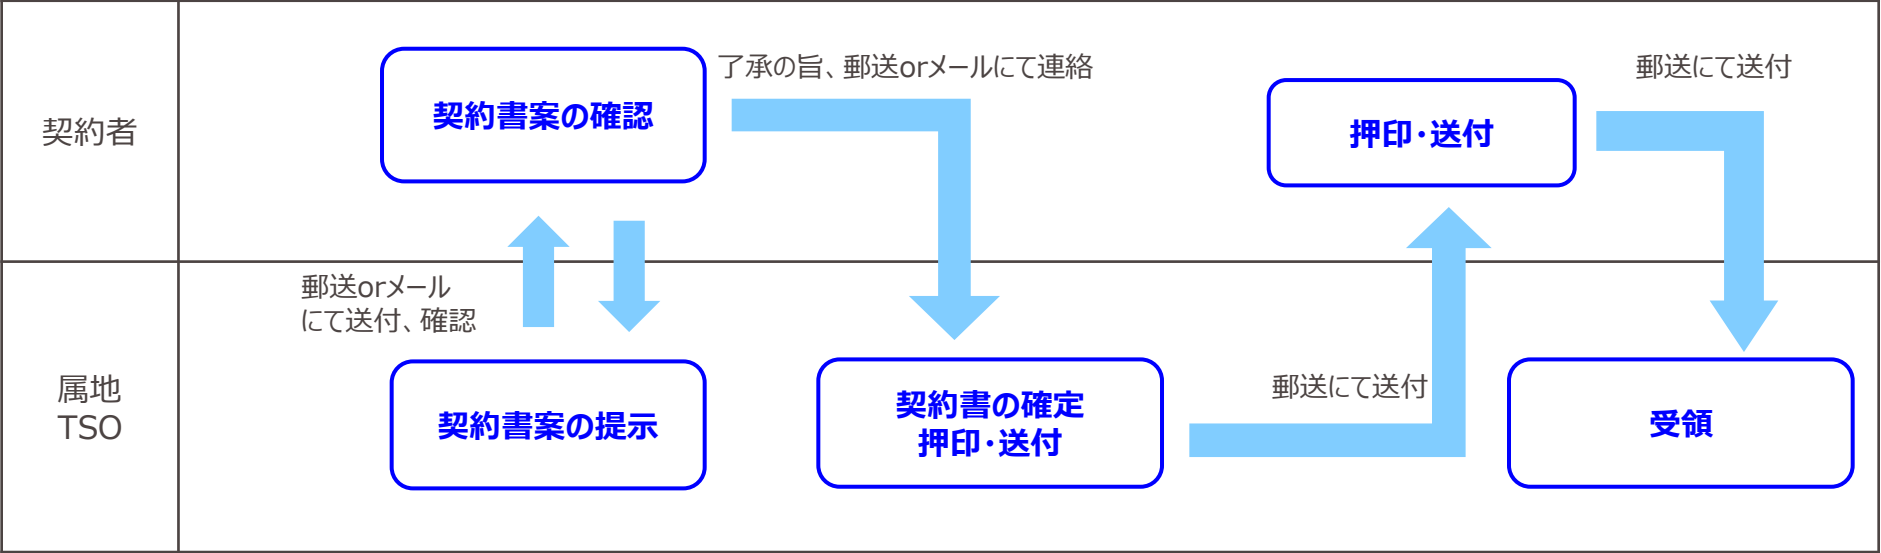 契約者
契約書案の確認
了承の旨、郵送orメールにて連絡
押印・送付
郵送にて送付
属地
TSO
郵送orメール
にて送付、確認
契約書案の提示
契約書の確定
押印・送付
郵送にて送付
受領